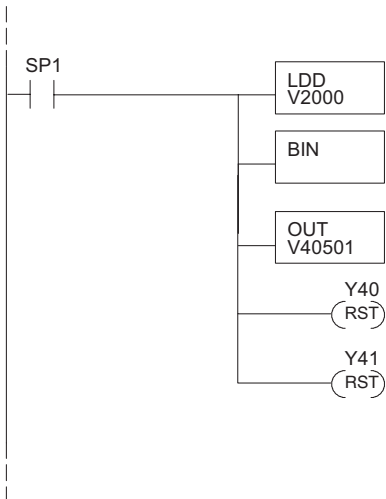 SP1
LDD
V2000
BIN
OUT
V40501
Y40
RST
Y41
RST